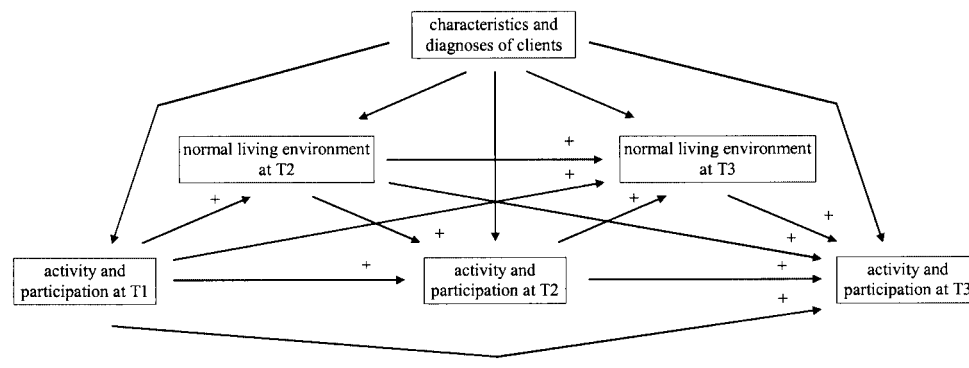 characteristics and
diagnoses of clients
normal living environment
at T2
+
+
normal living environment
at T3
+
+
+
+
+
activity and
participation at T1
+
activity and
participation at T2
+
activity and
participation at T3
+